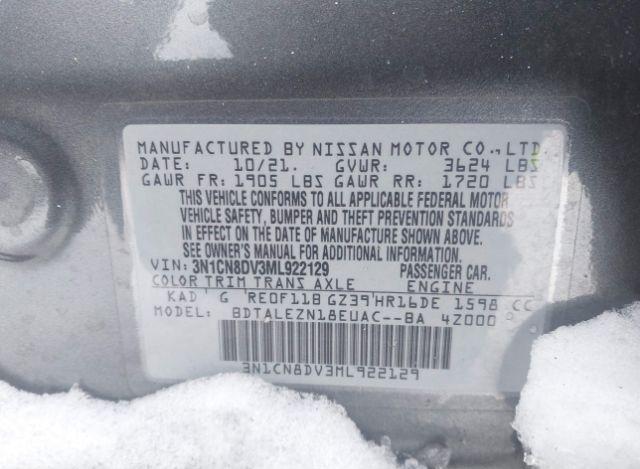 MANUFACTURED BY NISSAN MOTOR CO.,LTD.
DATE: 10/21. GVWR: 3624 LBS
GAWR FR: 1905 LBS GAWR RR: 1720 LBS
THIS VEHICLE CONFORMS TO ALL APPLICABLE FEDERAL MOTOR
VEHICLE SAFETY, BUMPER AND THEFT PREVENTION STANDARDS
IN EFFECT ON THE DATE OF MANUFACTURE SHOWN ABOVE.
SEE OWNER'S MANUAL FOR ADDITIONAL INFORMATION.
VIN: 3N1CN8DV3ML922129 PASSENGER CAR.
COLOR TRIM TRANS AXLE ENGINE
KAD ' G ' RE0F11B GZ39'HR16DE 1598 CC
BDTALEZN18EUAC--BA 4Z000 °
3N1CN8DV3ML922129